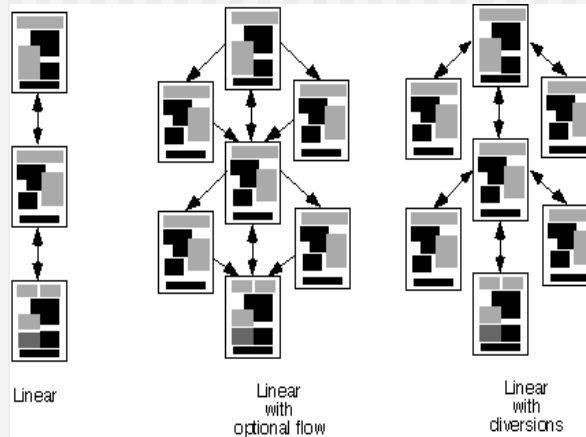 Linear
Linear
with
optional flow
Linear
with
diversions